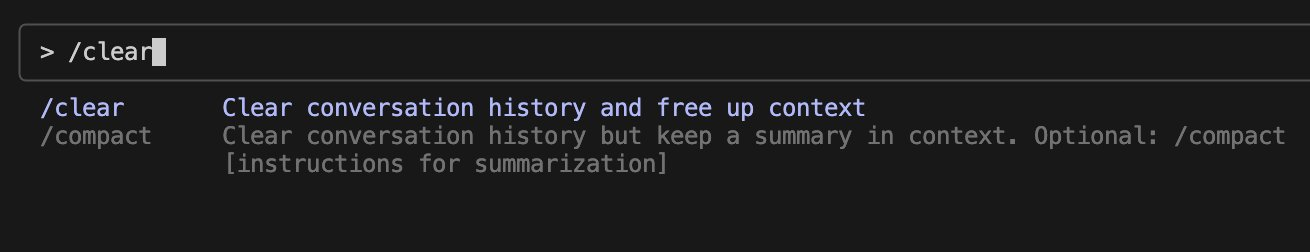 > /clear
/clear Clear conversation history and free up context
/compact Clear conversation history but keep a summary in context. Optional: /compact
[instructions for summarization]